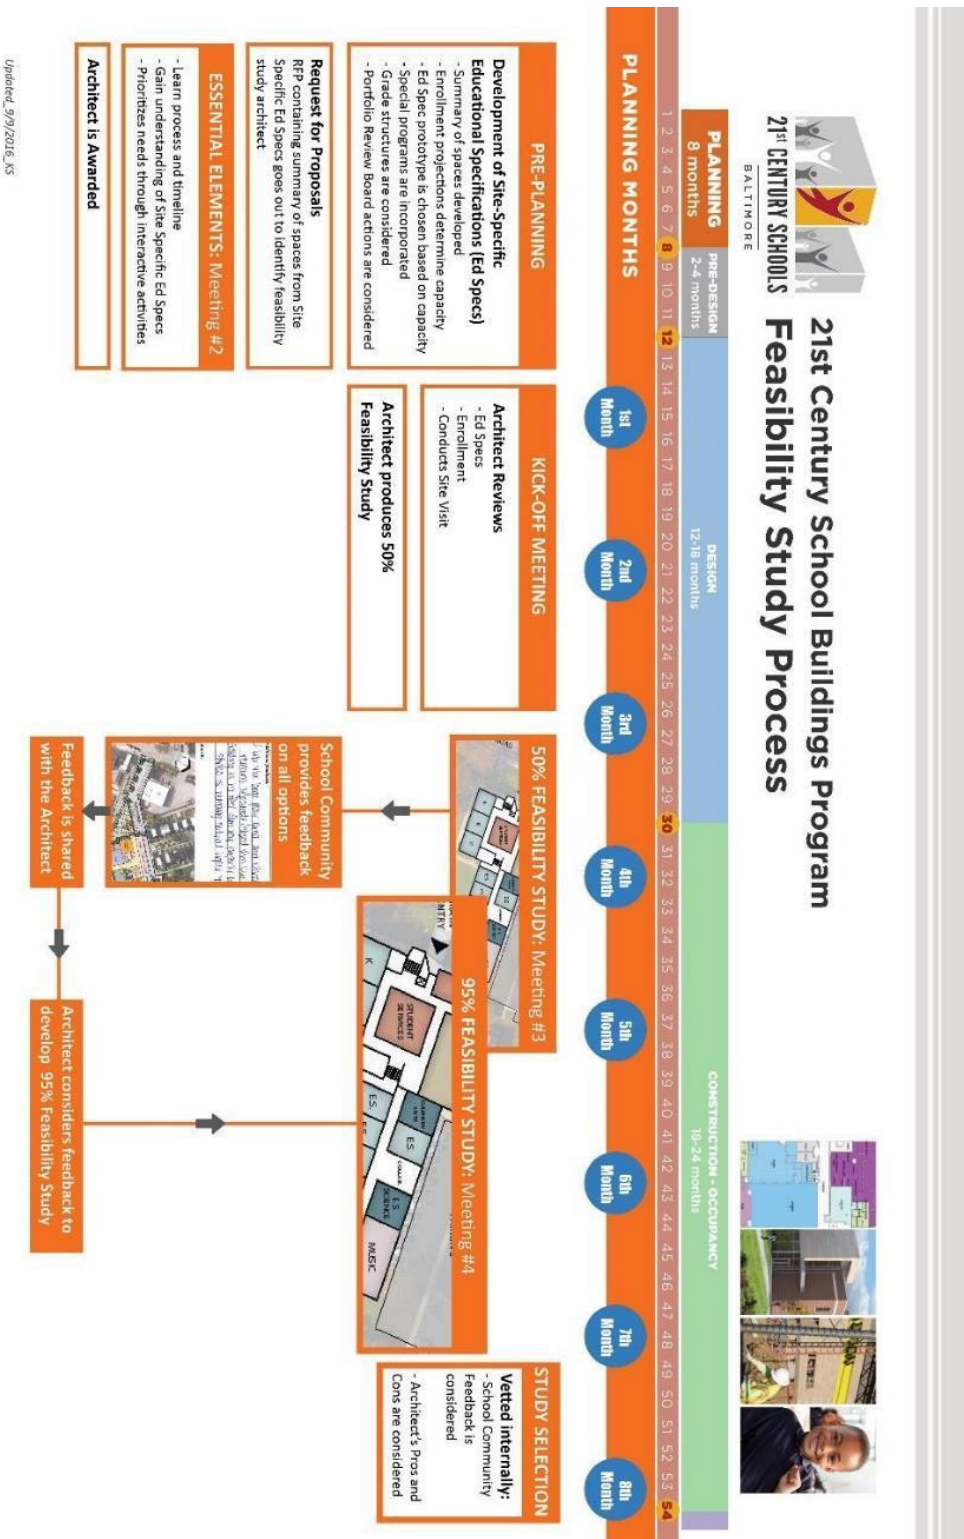 21st CENTURY SCHOOLS
BALTIMORE
21st Century School Buildings Program
Feasibility Study Process
PLANNING
8 months
PRE-DESIGN
2-4 months
DESIGN
12-18 months
CONSTRUCTION - OCCUPANCY
18-24 months
1 2 3 4 5 6 7 8 9 10 11 12 13 14 15 16 17 18 19 20 21 22 23 24 25 26 27 28 29 30 31 32 33 34 35 36 37 38 39 40 41 42 43 44 45 46 47 48 49 50 51 52 53 54
PLANNING MONTHS
1st
Month
2nd
Month
3rd
Month
4th
Month
5th
Month
6th
Month
7th
Month
8th
Month
PRE-PLANNING
Development of Site-Specific
Educational Specifications (Ed Specs)
- Summary of spaces developed
- Enrollment projections determine capacity
- Ed Spec prototype is chosen based on capacity
- Special programs are incorporated
- Grade structures are considered
- Portfolio Review Board actions are considered
Request for Proposals
RFP containing summary of spaces from Site
Specific Ed Specs goes out to identify feasibility
study architect
ESSENTIAL ELEMENTS: Meeting #2
- Learn process and timeline
- Gain understanding of Site Specific Ed Specs
- Prioritizes needs through interactive activities
Architect is Awarded
KICK-OFF MEETING
Architect Reviews
- Ed Specs
- Enrollment
- Conducts Site Visit
Architect produces 50%
Feasibility Study
50% FEASIBILITY STUDY: Meeting #3
School Community
provides feedback
on all options
Feedback is shared
with the Architect
Architect considers feedback to
develop 95% Feasibility Study
95% FEASIBILITY STUDY: Meeting #4
NTRY
K
STUDENT
SERVICES
E.S.
E.S.
COLLAB
E.S.
SCIENCE
MUSIC
STUDY SELECTION
Vetted internally:
- School Community
Feedback is
considered
- Architect's Pros and
Cons are considered
Updated_9/9/2016_KS